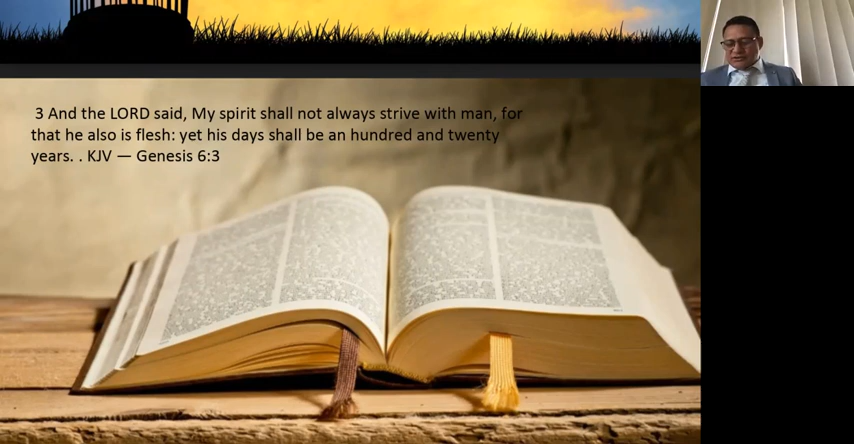 3 And the LORD said, My spirit shall not always strive with man, for
that he also is flesh: yet his days shall be an hundred and twenty
years. . KJV — Genesis 6:3